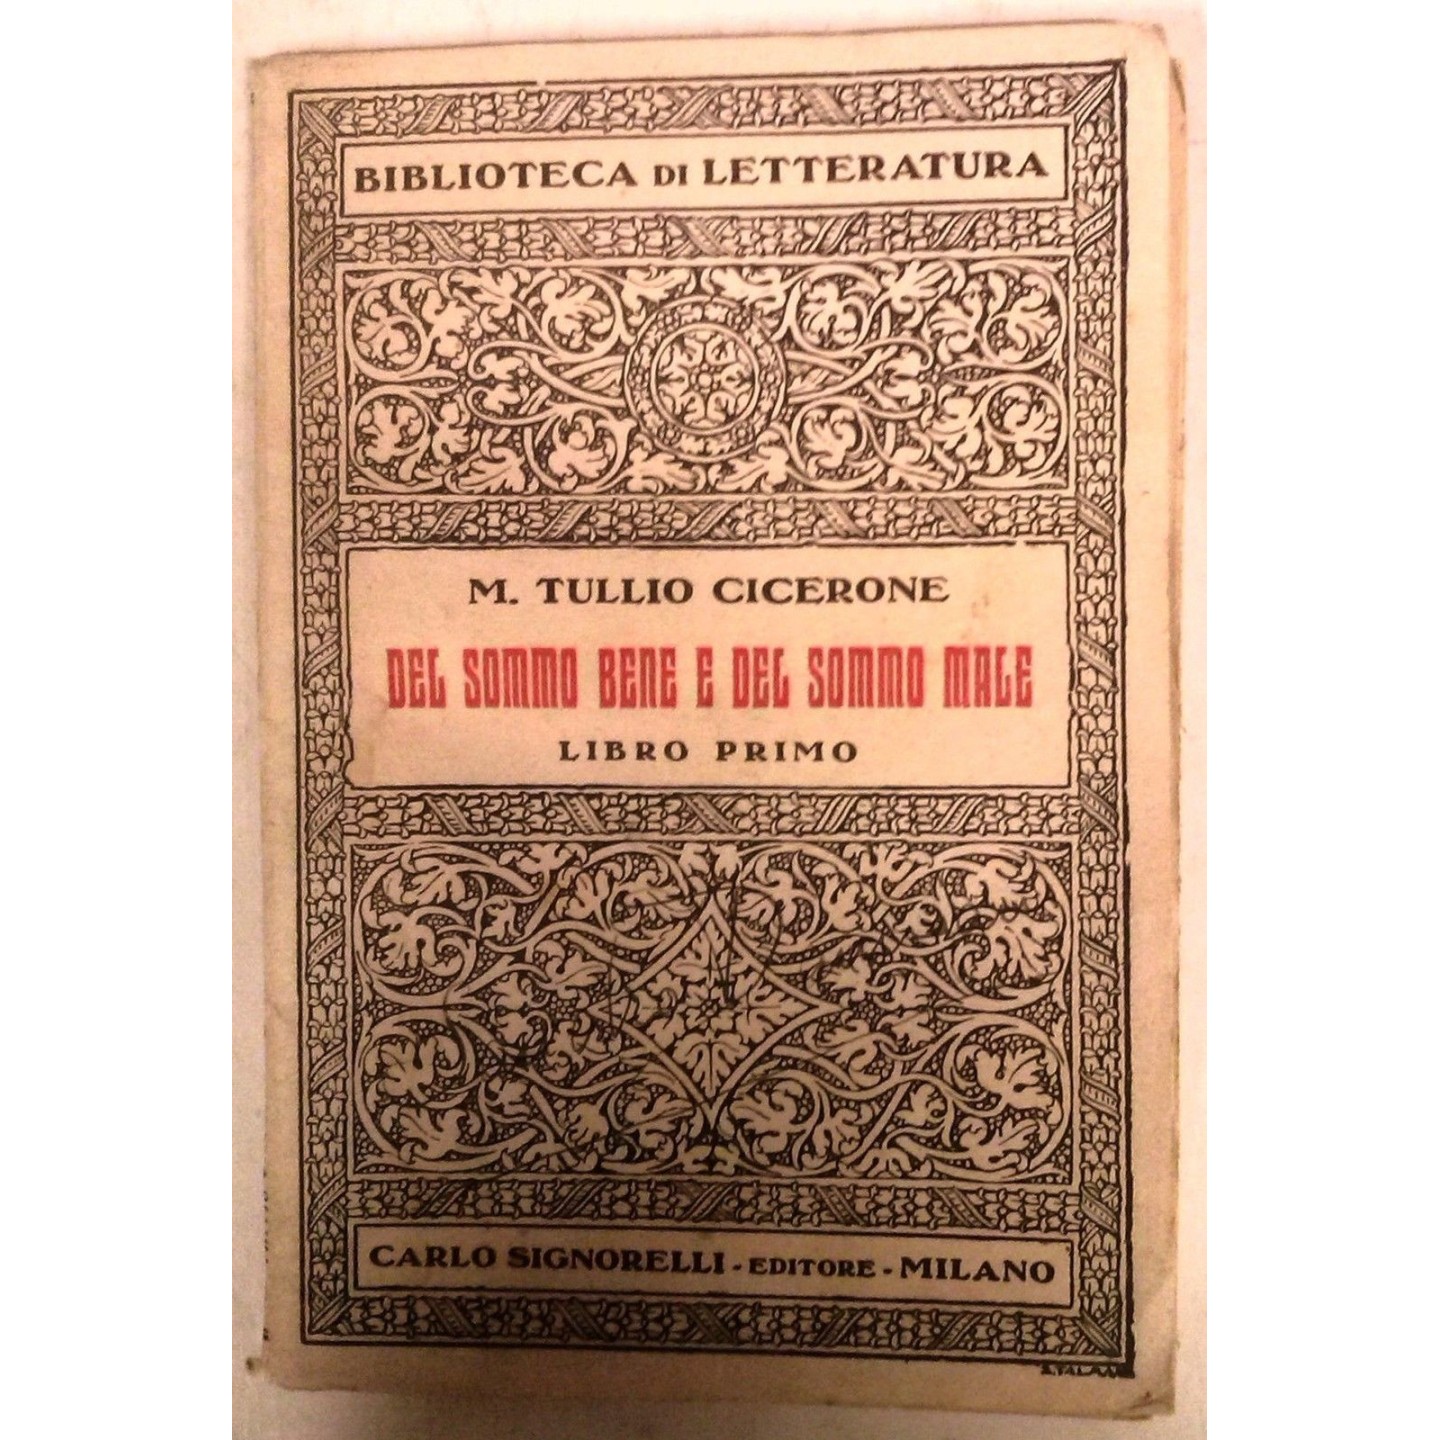 BIBLIOTECA DI LETTERATURA
M. TULLIO CICERONE
DEL SOMMO BENE E DEL SOMMO MALE
LIBRO PRIMO
CARLO SIGNORELLI - EDITORE - MILANO